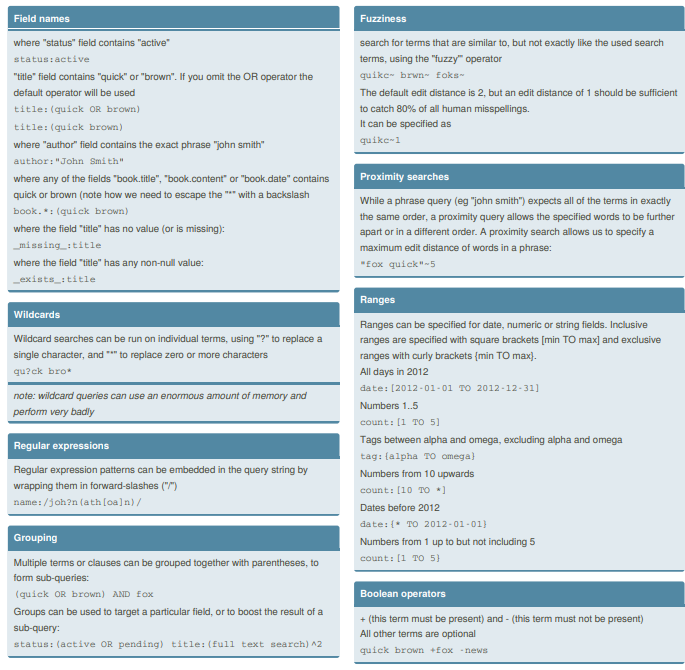 Field names
where "status" field contains "active"
status:active
"title" field contains "quick" or "brown". If you omit the OR operator the
default operator will be used
title:(quick OR brown)
title:(quick brown)
where "author" field contains the exact phrase "john smith"
author:"John Smith"
where any of the fields "book.title", "book.content" or "book.date" contains
quick or brown (note how we need to escape the "*" with a backslash
book.*:(quick brown)
where the field "title" has no value (or is missing):
_missing_:title
where the field "title" has any non-null value:
_exists_:title
Wildcards
Wildcard searches can be run on individual terms, using "?" to replace a
single character, and "*" to replace zero or more characters
qu?ck bro*
note: wildcard queries can use an enormous amount of memory and
perform very badly
Regular expressions
Regular expression patterns can be embedded in the query string by
wrapping them in forward-slashes ("/")
name:/joh?n(ath[oa]n)/
Grouping
Multiple terms or clauses can be grouped together with parentheses, to
form sub-queries:
(quick OR brown) AND fox
Groups can be used to target a particular field, or to boost the result of a
sub-query:
status:(active OR pending) title:(full text search)^2
Fuzziness
search for terms that are similar to, but not exactly like the used search
terms, using the "fuzzy'" operator
quikc~ brwn~ foks~
The default edit distance is 2, but an edit distance of 1 should be sufficient
to catch 80% of all human misspellings.
It can be specified as
quikc~1
Proximity searches
While a phrase query (eg "john smith") expects all of the terms in exactly
the same order, a proximity query allows the specified words to be further
apart or in a different order. A proximity search allows us to specify a
maximum edit distance of words in a phrase:
"fox quick"~5
Ranges
Ranges can be specified for date, numeric or string fields. Inclusive
ranges are specified with square brackets [min TO max] and exclusive
ranges with curly brackets {min TO max}.
All days in 2012
date:[2012-01-01 TO 2012-12-31]
Numbers 1..5
count:[1 TO 5]
Tags between alpha and omega, excluding alpha and omega
tag:{alpha TO omega}
Numbers from 10 upwards
count:[10 TO *]
Dates before 2012
date:{* TO 2012-01-01}
Numbers from 1 up to but not including 5
count:[1 TO 5}
Boolean operators
+ (this term must be present) and - (this term must not be present)
All other terms are optional
quick brown +fox -news